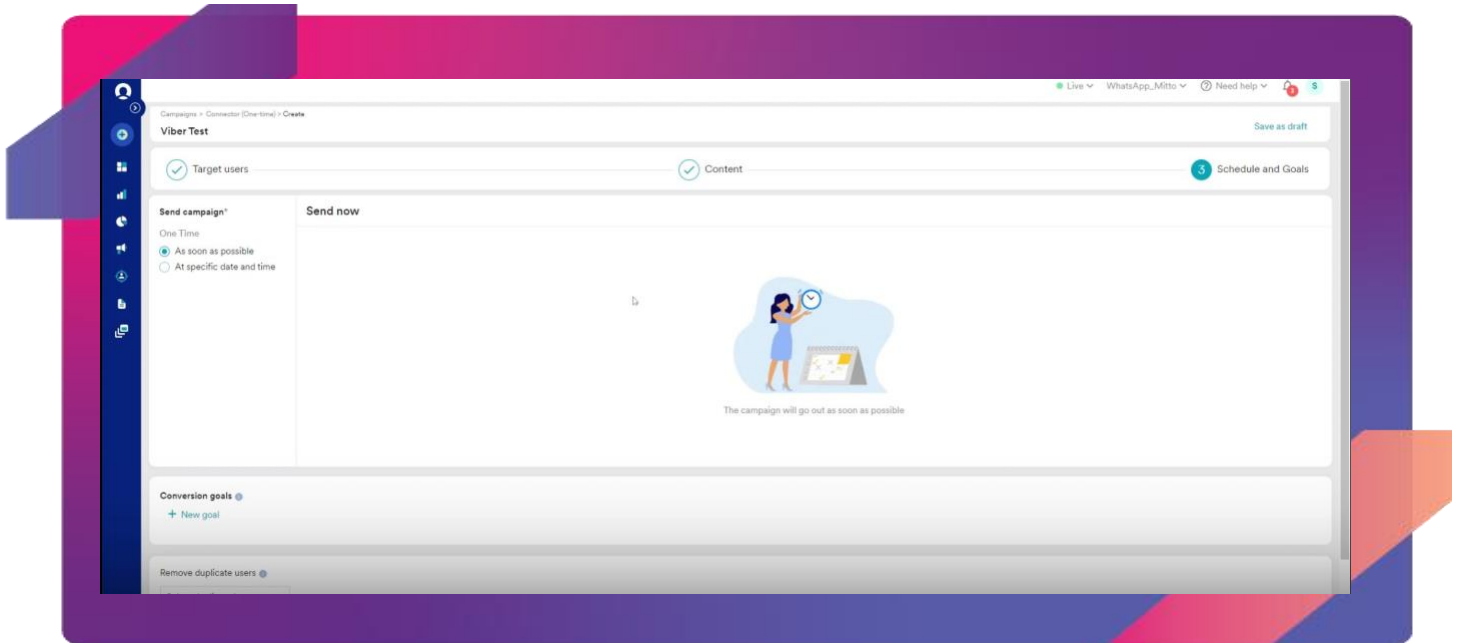 Live WhatsApp_Mitto Need help S
Campaigns > Connector (One-time) > Create
Viber Test
Save as draft
Target users
Content
3 Schedule and Goals
Send campaign*
Send now
One Time
As soon as possible
At specific date and time
The campaign will go out as soon as possible
Conversion goals
+ New goal
Remove duplicate users